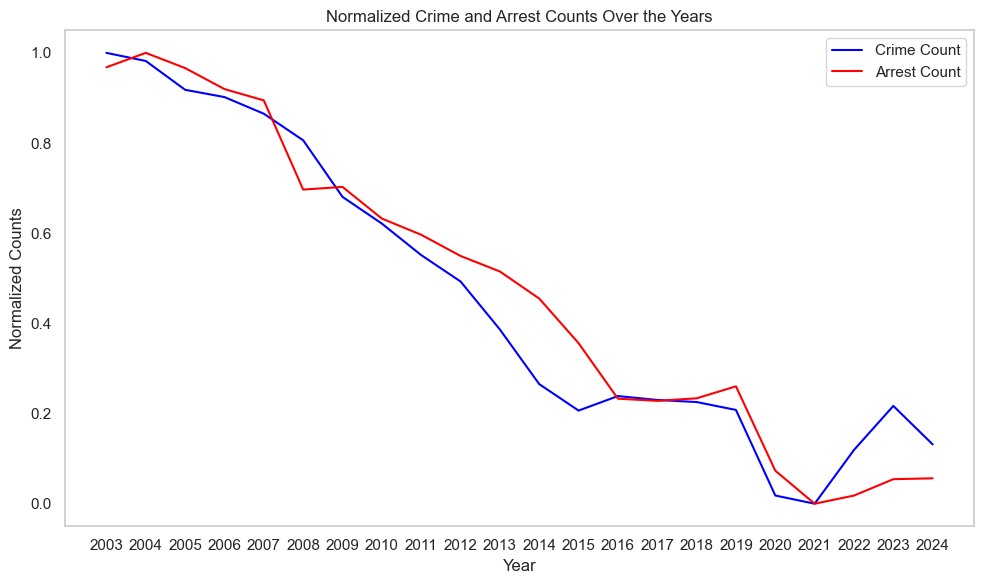 Normalized Crime and Arrest Counts Over the Years
Crime Count
Arrest Count
Normalized Counts
1.0
0.8
0.6
0.4
0.2
0.0
2003 2004 2005 2006 2007 2008 2009 2010 2011 2012 2013 2014 2015 2016 2017 2018 2019 2020 2021 2022 2023 2024
Year